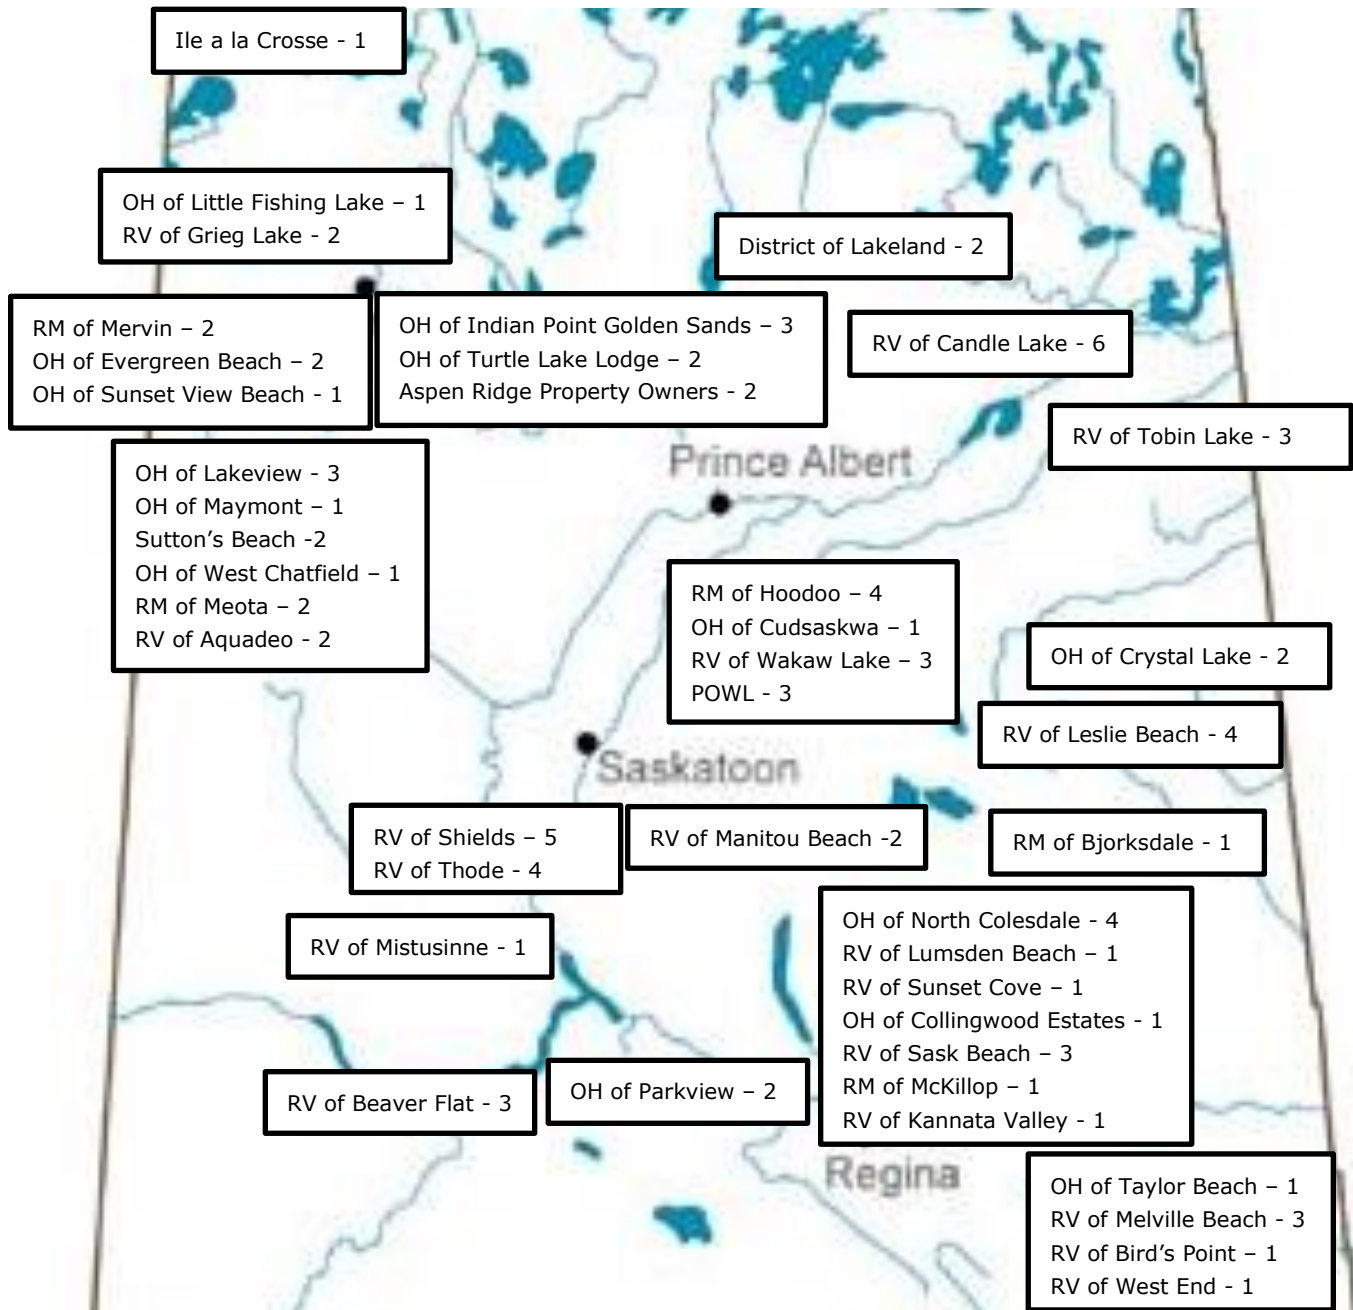 Ile a la Crosse - 1
OH of Little Fishing Lake – 1
RV of Grieg Lake - 2
District of Lakeland - 2
RM of Mervin – 2
OH of Evergreen Beach – 2
OH of Sunset View Beach - 1
OH of Indian Point Golden Sands – 3
OH of Turtle Lake Lodge – 2
Aspen Ridge Property Owners - 2
RV of Candle Lake - 6
RV of Tobin Lake - 3
Prince Albert
OH of Lakeview - 3
OH of Maymont - 1
Sutton’s Beach -2
OH of West Chatfield – 1
RM of Meota – 2
RV of Aquadeo - 2
RM of Hoodoo – 4
OH of Cudsaskwa – 1
RV of Wakaw Lake – 3
POWL - 3
OH of Crystal Lake - 2
RV of Leslie Beach - 4
Saskatoon
RV of Shields – 5
RV of Thode - 4
RV of Manitou Beach -2
RM of Bjorksdale - 1
RV of Mistusinne - 1
OH of North Colesdale - 4
RV of Lumsden Beach – 1
RV of Sunset Cove – 1
OH of Collingwood Estates - 1
RV of Sask Beach – 3
RM of McKillop – 1
RV of Kannata Valley - 1
RV of Beaver Flat - 3
OH of Parkview – 2
Regina
OH of Taylor Beach – 1
RV of Melville Beach - 3
RV of Bird’s Point – 1
RV of West End - 1